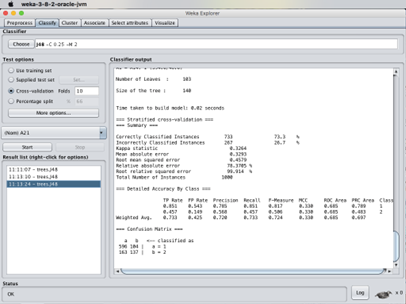 weka-3-8-2-oracle-jvm
Weka Explorer
Preprocess Classify Cluster Associate Select attributes Visualize
Classifier
Choose J48 -C 0.25 -M 2
Test options
Use training set
Supplied test set Set...
Cross-validation Folds 10
Percentage split % 66
More options...
(Nom) A21
Start Stop
Result list (right-click for options)
11:11:07 - trees.J48
11:13:10 - trees.J48
11:13:24 - trees.J48
Classifier output
Number of Leaves : 103
Size of the tree : 140
Time taken to build model: 0.02 seconds
=== Stratified cross-validation ===
=== Summary ===
Correctly Classified Instances 733 73.3 %
Incorrectly Classified Instances 267 26.7 %
Kappa statistic 0.3264
Mean absolute error 0.3293
Root mean squared error 0.4579
Relative absolute error 78.3705 %
Root relative squared error 99.914 %
Total Number of Instances 1000
=== Detailed Accuracy By Class ===
TP Rate FP Rate Precision Recall F-Measure MCC ROC Area PRC Area Class
0.851 0.543 0.785 0.851 0.817 0.330 0.685 0.789 1
0.457 0.149 0.568 0.457 0.506 0.330 0.685 0.483 2
Weighted Avg. 0.733 0.425 0.720 0.733 0.724 0.330 0.685 0.697
=== Confusion Matrix ===
a b <-- classified as
596 104 | a = 1
163 137 | b = 2
Status
OK
Log
x 0